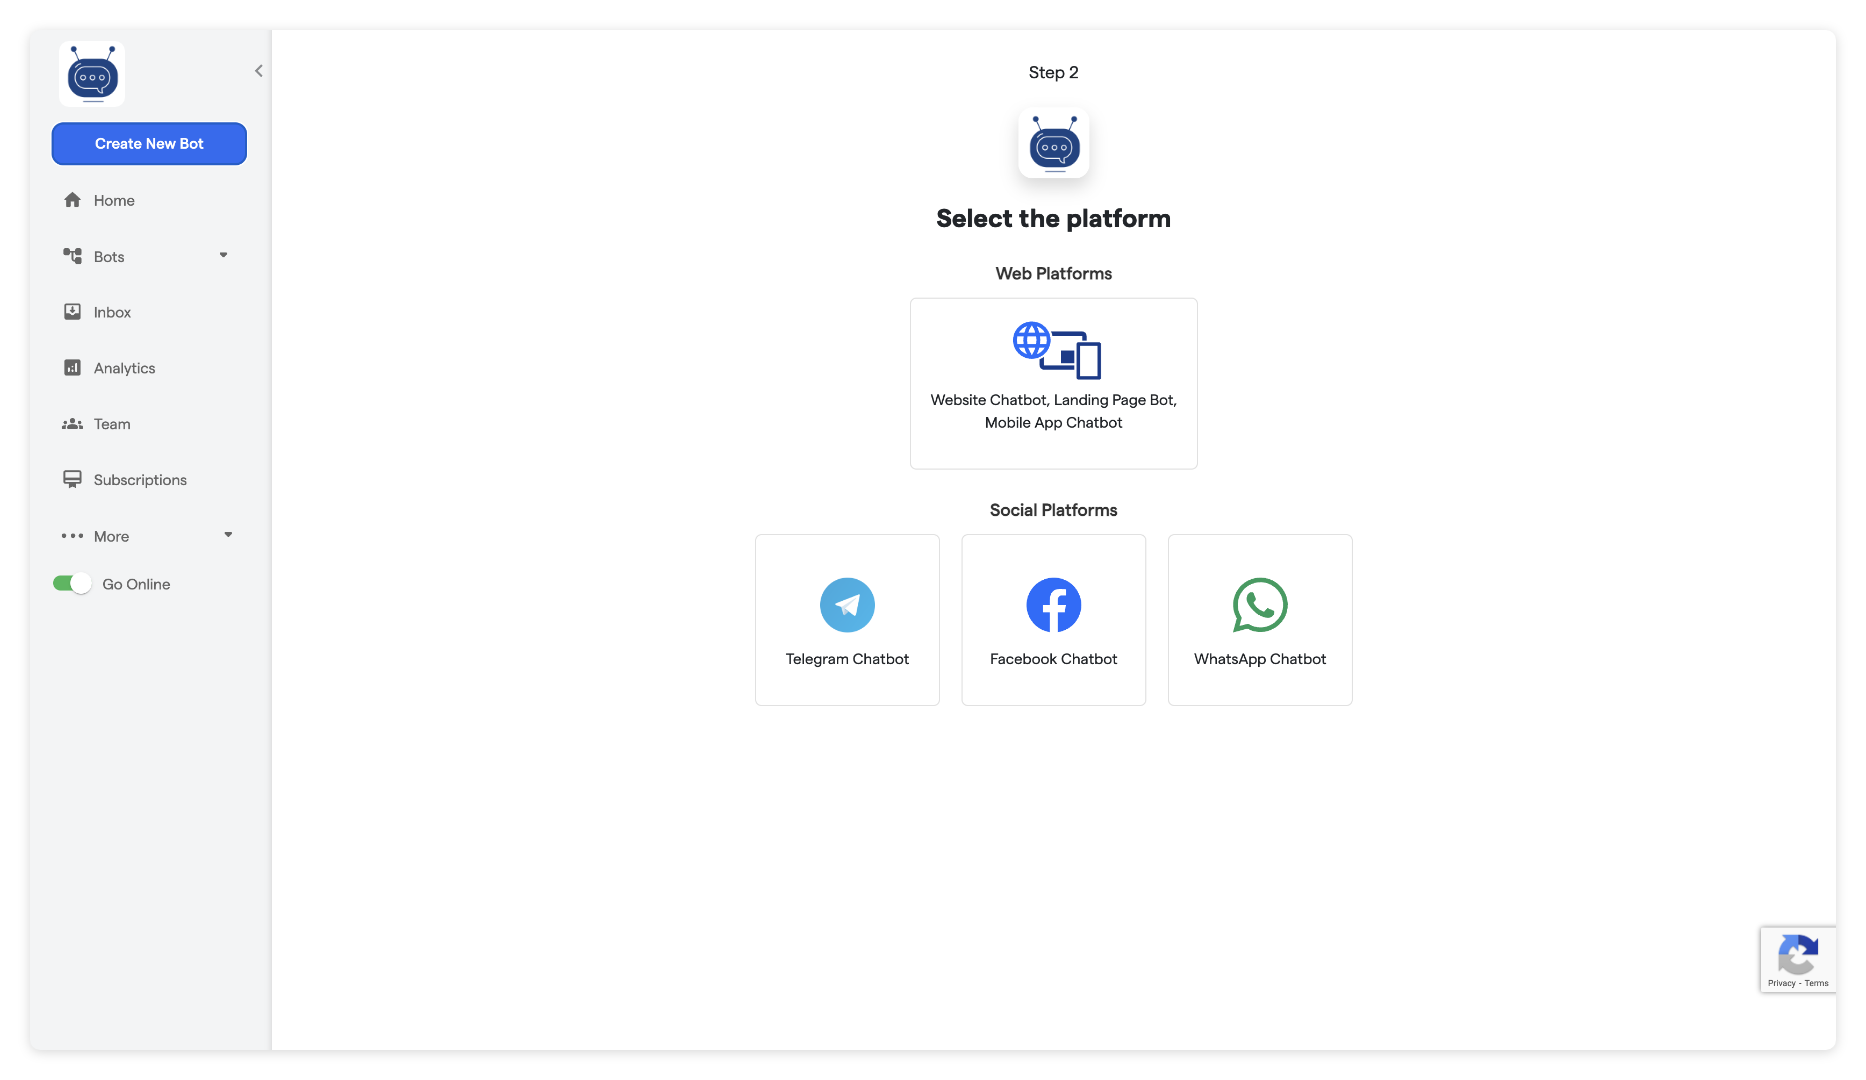 Create New Bot
Home
Bots
Inbox
Analytics
Team
Subscriptions
More
Go Online
Step 2
Select the platform
Web Platforms
Website Chatbot, Landing Page Bot,
Mobile App Chatbot
Social Platforms
Telegram Chatbot
Facebook Chatbot
WhatsApp Chatbot
Privacy - Terms